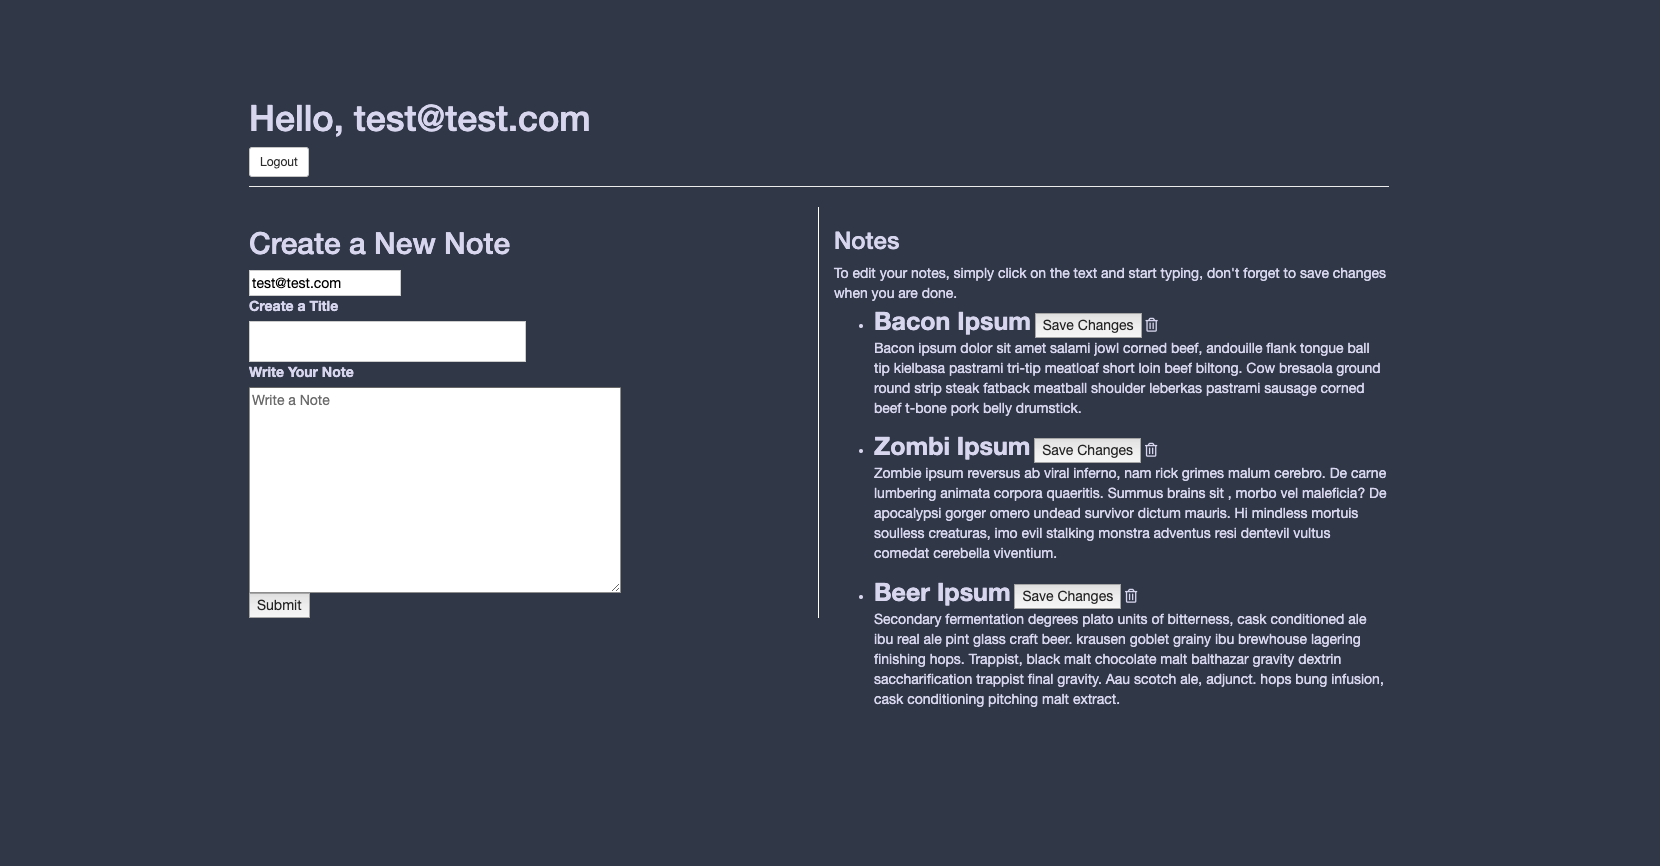 Hello, test@test.com
Logout
Create a New Note
test@test.com
Create a Title
Write Your Note
Write a Note
Submit
Notes
To edit your notes, simply click on the text and start typing, don't forget to save changes
when you are done.
Bacon Ipsum Save Changes
Bacon ipsum dolor sit amet salami jowl corned beef, andouille flank tongue ball
tip kielbasa pastrami tri-tip meatloaf short loin beef biltong. Cow bresaola ground
round strip steak fatback meatball shoulder leberkas pastrami sausage corned
beef t-bone pork belly drumstick.
Zombi Ipsum Save Changes
Zombie ipsum reversus ab viral inferno, nam rick grimes malum cerebro. De carne
lumbering animata corpora quaeritis. Summus brains sit , morbo vel maleficia? De
apocalypsi gorger omero undead survivor dictum mauris. Hi mindless mortuis
soulless creaturas, imo evil stalking monstra adventus resi dentevil vultus
comedat cerebella viventium.
Beer Ipsum Save Changes
Secondary fermentation degrees plato units of bitterness, cask conditioned ale
ibu real ale pint glass craft beer. krausen goblet grainy ibu brewhouse lagering
finishing hops. Trappist, black malt chocolate malt balthazar gravity dextrin
saccharification trappist final gravity. Aau scotch ale, adjunct. hops bung infusion,
cask conditioning pitching malt extract.